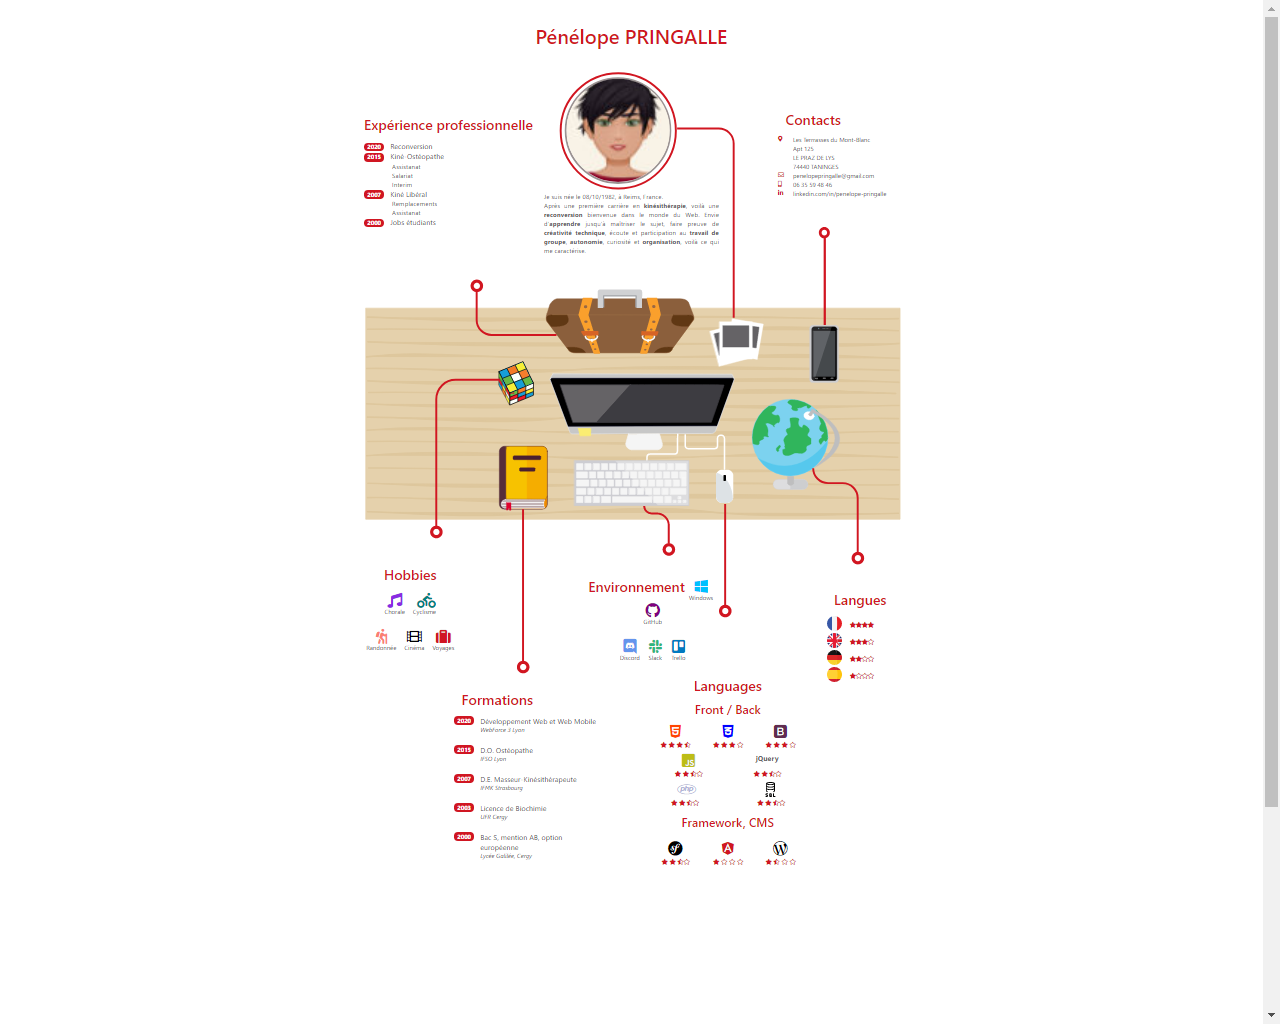 Pénélope PRINGALLE
Expérience professionnelle
2020 Reconversion
2015 Kiné Ostéopathe
Assistanat
Salariat
Interim
2007 Kiné Libéral
Remplacements
Assistanat
2000 Jobs étudiants
Je suis née le 08/10/1982, à Reims, France.
Après une première carrière en kinésithérapie, voilà une
reconversion bienvenue dans le monde du Web. Envie
d'apprendre jusqu'à maîtriser le sujet, faire preuve de
créativité technique, écoute et participation au travail de
groupe, autonomie, curiosité et organisation, voilà ce qui
me caractérise.
Contacts
Les Terrasses du Mont-Blanc
Apt 125
LE PRAZ DE LYS
74440 TANINGES
penelopepringalle@gmail.com
06 35 59 48 46
linkedin.com/in/penelope-pringalle
Hobbies
Chorale Cyclisme
Randonnée Cinéma Voyages
Environnement
Windows
GitHub
Discord Slack Trello
Langues
Formations
2020 Développement Web et Web Mobile
WebForce 3 Lyon
2015 D.O. Ostéopathe
IFSO Lyon
2007 D.E. Masseur-Kinésithérapeute
IFMK Strasbourg
2003 Licence de Biochimie
UFR Cergy
2000 Bac S, mention AB, option
européenne
Lycée Galilée, Cergy
Languages
Front / Back
B
JS jQuery
php SQL
Framework, CMS
sf A W